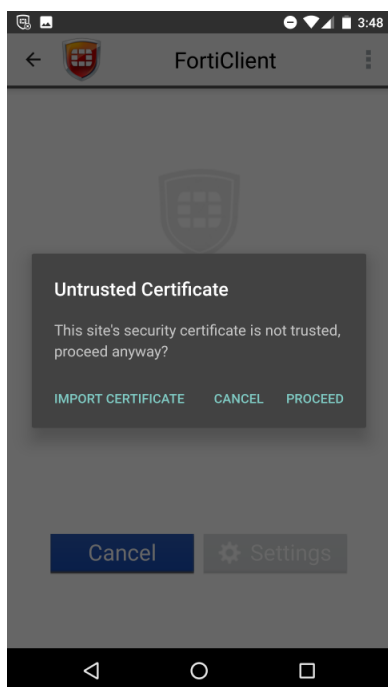 3:48
FortiClient
Untrusted Certificate
This site's security certificate is not trusted,
proceed anyway?
IMPORT CERTIFICATE CANCEL PROCEED
Cancel Settings